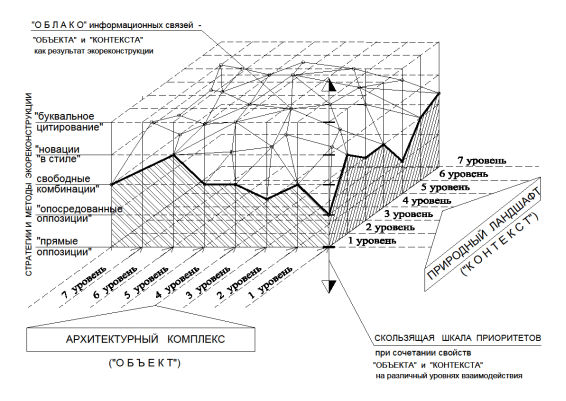 "О Б Л А К О" информационных связей -
"ОБЪЕКТА" и "КОНТЕКСТА"
как результат экореконструкции
СТРАТЕГИИ И МЕТОДЫ ЭКОРЕКОНСТРУКЦИИ
"буквальное
цитирование"
"новации
"в стиле"
свободные
комбинации"
"опосредованные
оппозиции"
"прямые
оппозиции"
7 уровень
6 уровень
5 уровень
4 уровень
3 уровень
2 уровень
1 уровень
7 уровень
6 уровень
5 уровень
4 уровень
3 уровень
2 уровень
1 уровень
ПРИРОДНЫЙ ЛАНДШАФТ
("К О Н Т Е К С Т")
АРХИТЕКТУРНЫЙ КОМПЛЕКС
("О Б Ъ Е К Т")
СКОЛЬЗЯЩАЯ ШКАЛА ПРИОРИТЕТОВ
при сочетании свойств
"ОБЪЕКТА" и "КОНТЕКСТА"
на различный уровнях взаимодействия